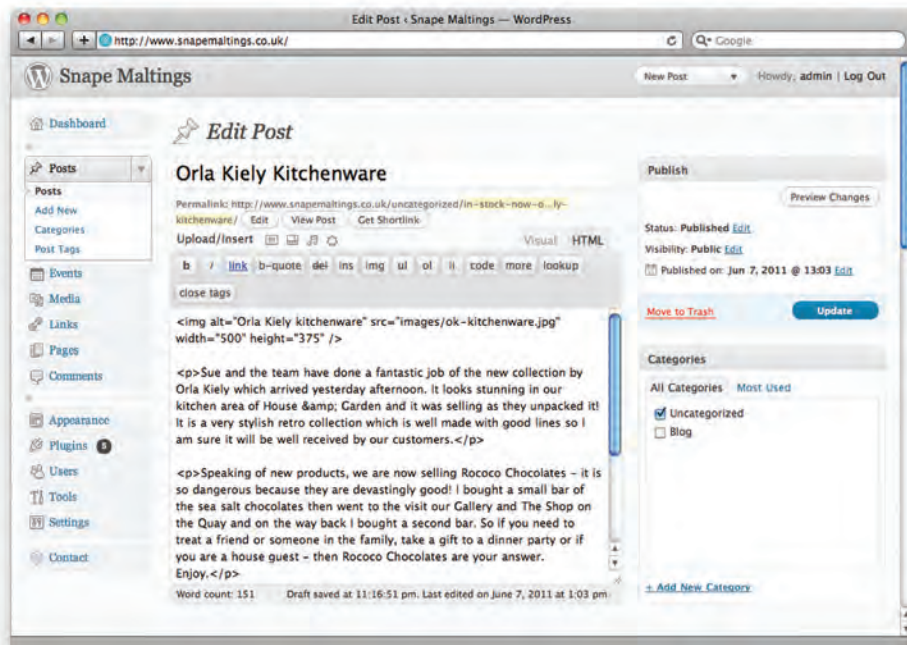 Edit Post ‹ Snape Maltings — WordPress
http://www.snapemaltings.co.uk/
Google
Snape Maltings
New Post
Howdy, admin | Log Out
Dashboard
Posts
Posts
Add New
Categories
Post Tags
Events
Media
Links
Pages
Comments
Appearance
Plugins 5
Users
Tools
Settings
Contact
Edit Post
Orla Kiely Kitchenware
Permalink: http://www.snapemaltings.co.uk/uncategorized/in-stock-now-o...ly-
kitchenware/ Edit View Post Get Shortlink
Upload/Insert
Visual HTML
b i link b-quote del ins img ul ol li code more lookup
close tags
<img alt="Orla Kiely kitchenware" src="images/ok-kitchenware.jpg"
width="500" height="375" />
<p>Sue and the team have done a fantastic job of the new collection by
Orla Kiely which arrived yesterday afternoon. It looks stunning in our
kitchen area of House &amp; Garden and it was selling as they unpacked it!
It is a very stylish retro collection which is well made with good lines so I
am sure it will be well received by our customers.</p>
<p>Speaking of new products, we are now selling Rococo Chocolates – it is
so dangerous because they are devastingly good! I bought a small bar of
the sea salt chocolates then went to the visit our Gallery and The Shop on
the Quay and on the way back I bought a second bar. So if you need to
treat a friend or someone in the family, take a gift to a dinner party or if
you are a house guest – then Rococo Chocolates are your answer.
Enjoy.</p>
Word count: 151 Draft saved at 11:16:51 pm. Last edited on June 7, 2011 at 1:03 pm
Publish
Preview Changes
Status: Published Edit
Visibility: Public Edit
Published on: Jun 7, 2011 @ 13:03 Edit
Move to Trash
Update
Categories
All Categories Most Used
Uncategorized
Blog
+ Add New Category